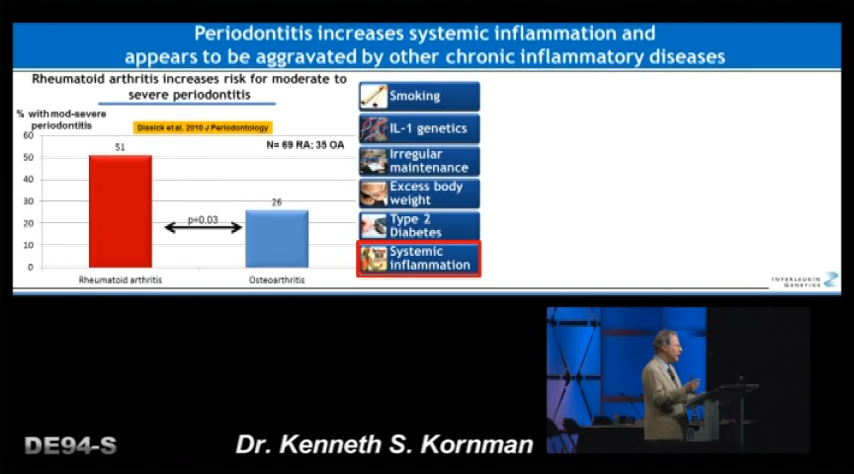 Periodontitis increases systemic inflammation and
appears to be aggravated by other chronic inflammatory diseases
Rheumatoid arthritis increases risk for moderate to
severe periodontitis
% with mod-severe
periodontitis
Dissick et al. 2010 J Periodontology
N= 69 RA; 35 OA
60
50
40
30
20
10
0
51
p=0.03
26
Rheumatoid arthritis
Osteoarthritis
Smoking
IL-1 genetics
Irregular
maintenance
Excess body
weight
Type 2
Diabetes
Systemic
inflammation
INTERLEUKIN
GENETICS
DE94-S
Dr. Kenneth S. Kornman